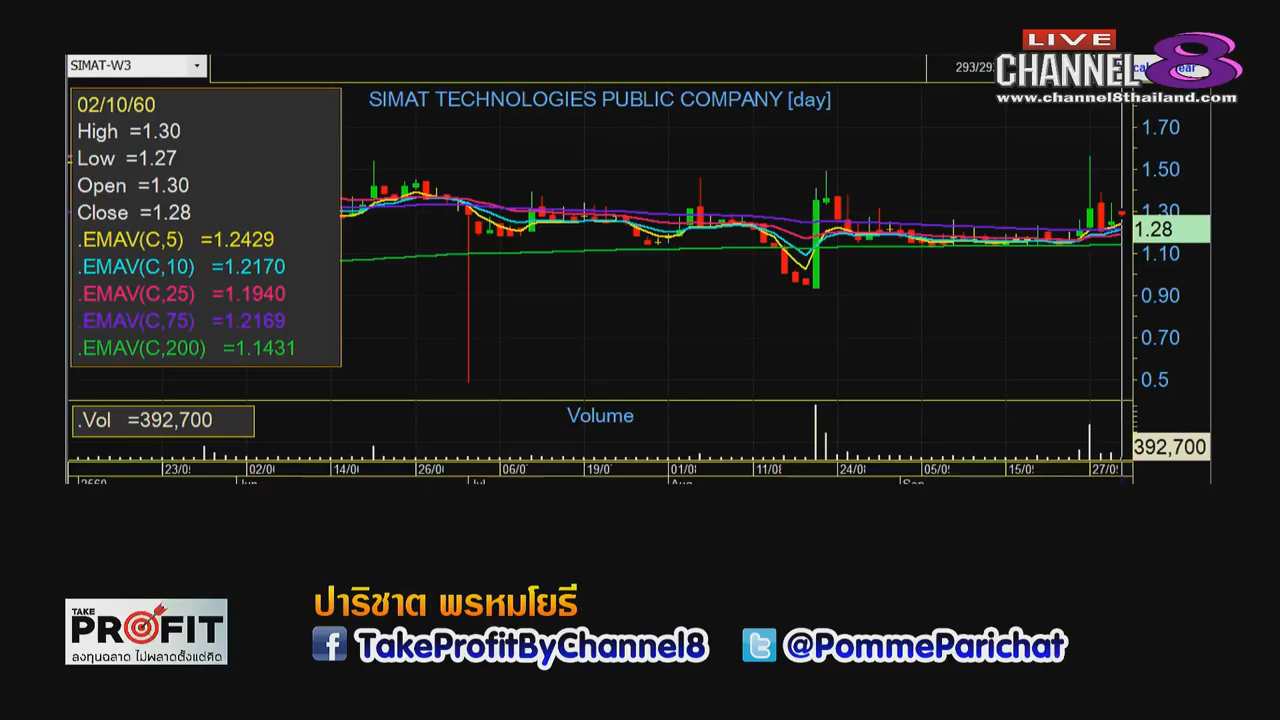 SIMAT-W3
293/29
LIVE
CHANNEL 8
www.channel8thailand.com
SIMAT TECHNOLOGIES PUBLIC COMPANY [day]
02/10/60
High =1.30
Low =1.27
Open =1.30
Close =1.28
.EMAV(C,5) =1.2429
.EMAV(C,10) =1.2170
.EMAV(C,25) =1.1940
.EMAV(C,75) =1.2169
.EMAV(C,200) =1.1431
1.70
1.50
1.30
1.28
1.10
0.90
0.70
0.5
.Vol =392,700
Volume
392,700
23/0 02/0 14/0 26/0 06/0 19/0 01/0 11/0 24/0 05/0 15/0 27/0
2560 Jun Jul Aug Sep
TAKE
PROFIT
ลงทุนฉลาด ไม่พลาดตั้งแต่คิด
ปาริชาต พรหมโยธี
TakeProfitByChannel8
@PommeParichat